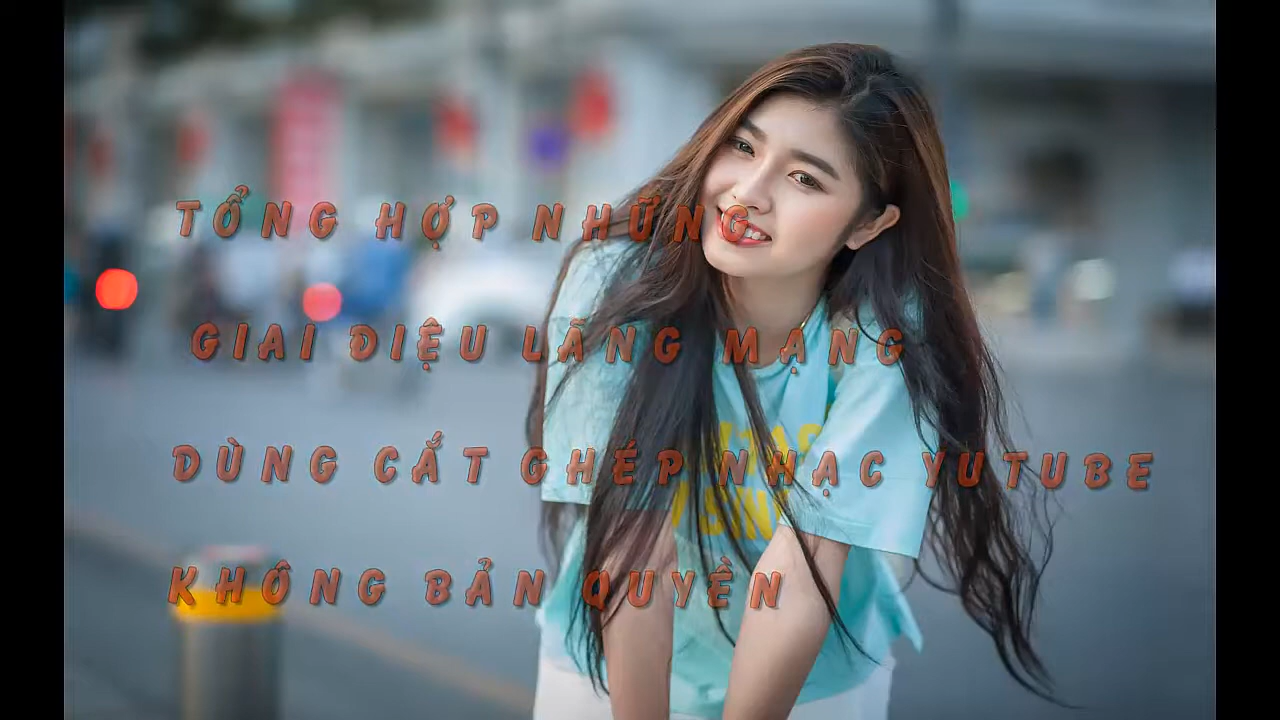 TỔNG HỢP NHỮNG
GIAI ĐIỆU LÃNG MẠNG
DÙNG CẮT GHÉP NHẠC YUTUBE
KHÔNG BẢN QUYỀN